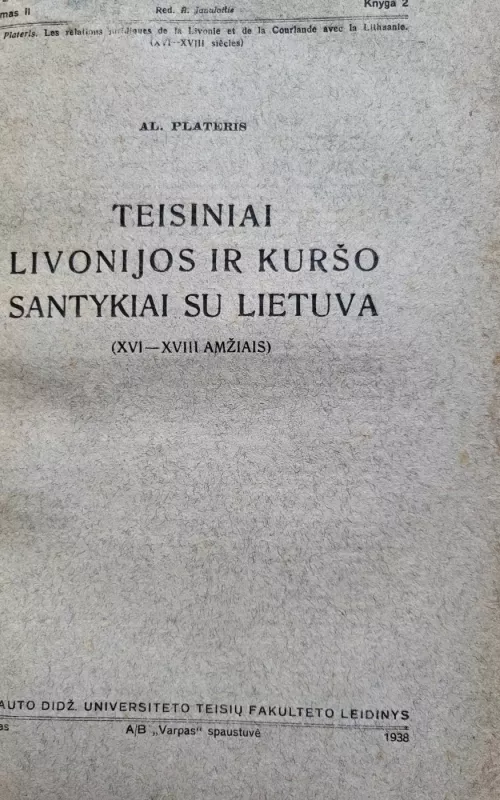 mas II Red. R. Janulaitis Knyga 2
Plateris. Les relations juridiques de la Livonie et de la Courlande avec la Lithuanie.
(XVI—XVIII siècles)
AL. PLATERIS
TEISINIAI
LIVONIJOS IR KURŠO
SANTYKIAI SU LIETUVA
(XVI—XVIII AMŽIAIS)
AUTO DIDŽ. UNIVERSITETO TEISIŲ FAKULTETO LEIDINYS
as A/B „Varpas“ spaustuvė 1938